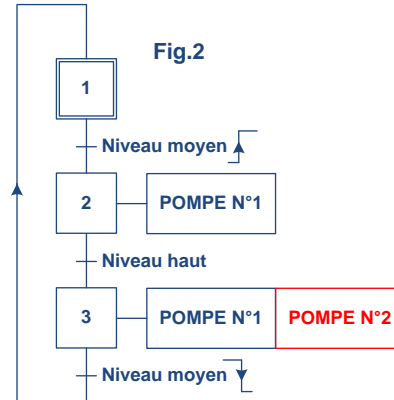 Fig.2
1
Niveau moyen
2 POMPE N°1
Niveau haut
3 POMPE N°1 POMPE N°2
Niveau moyen